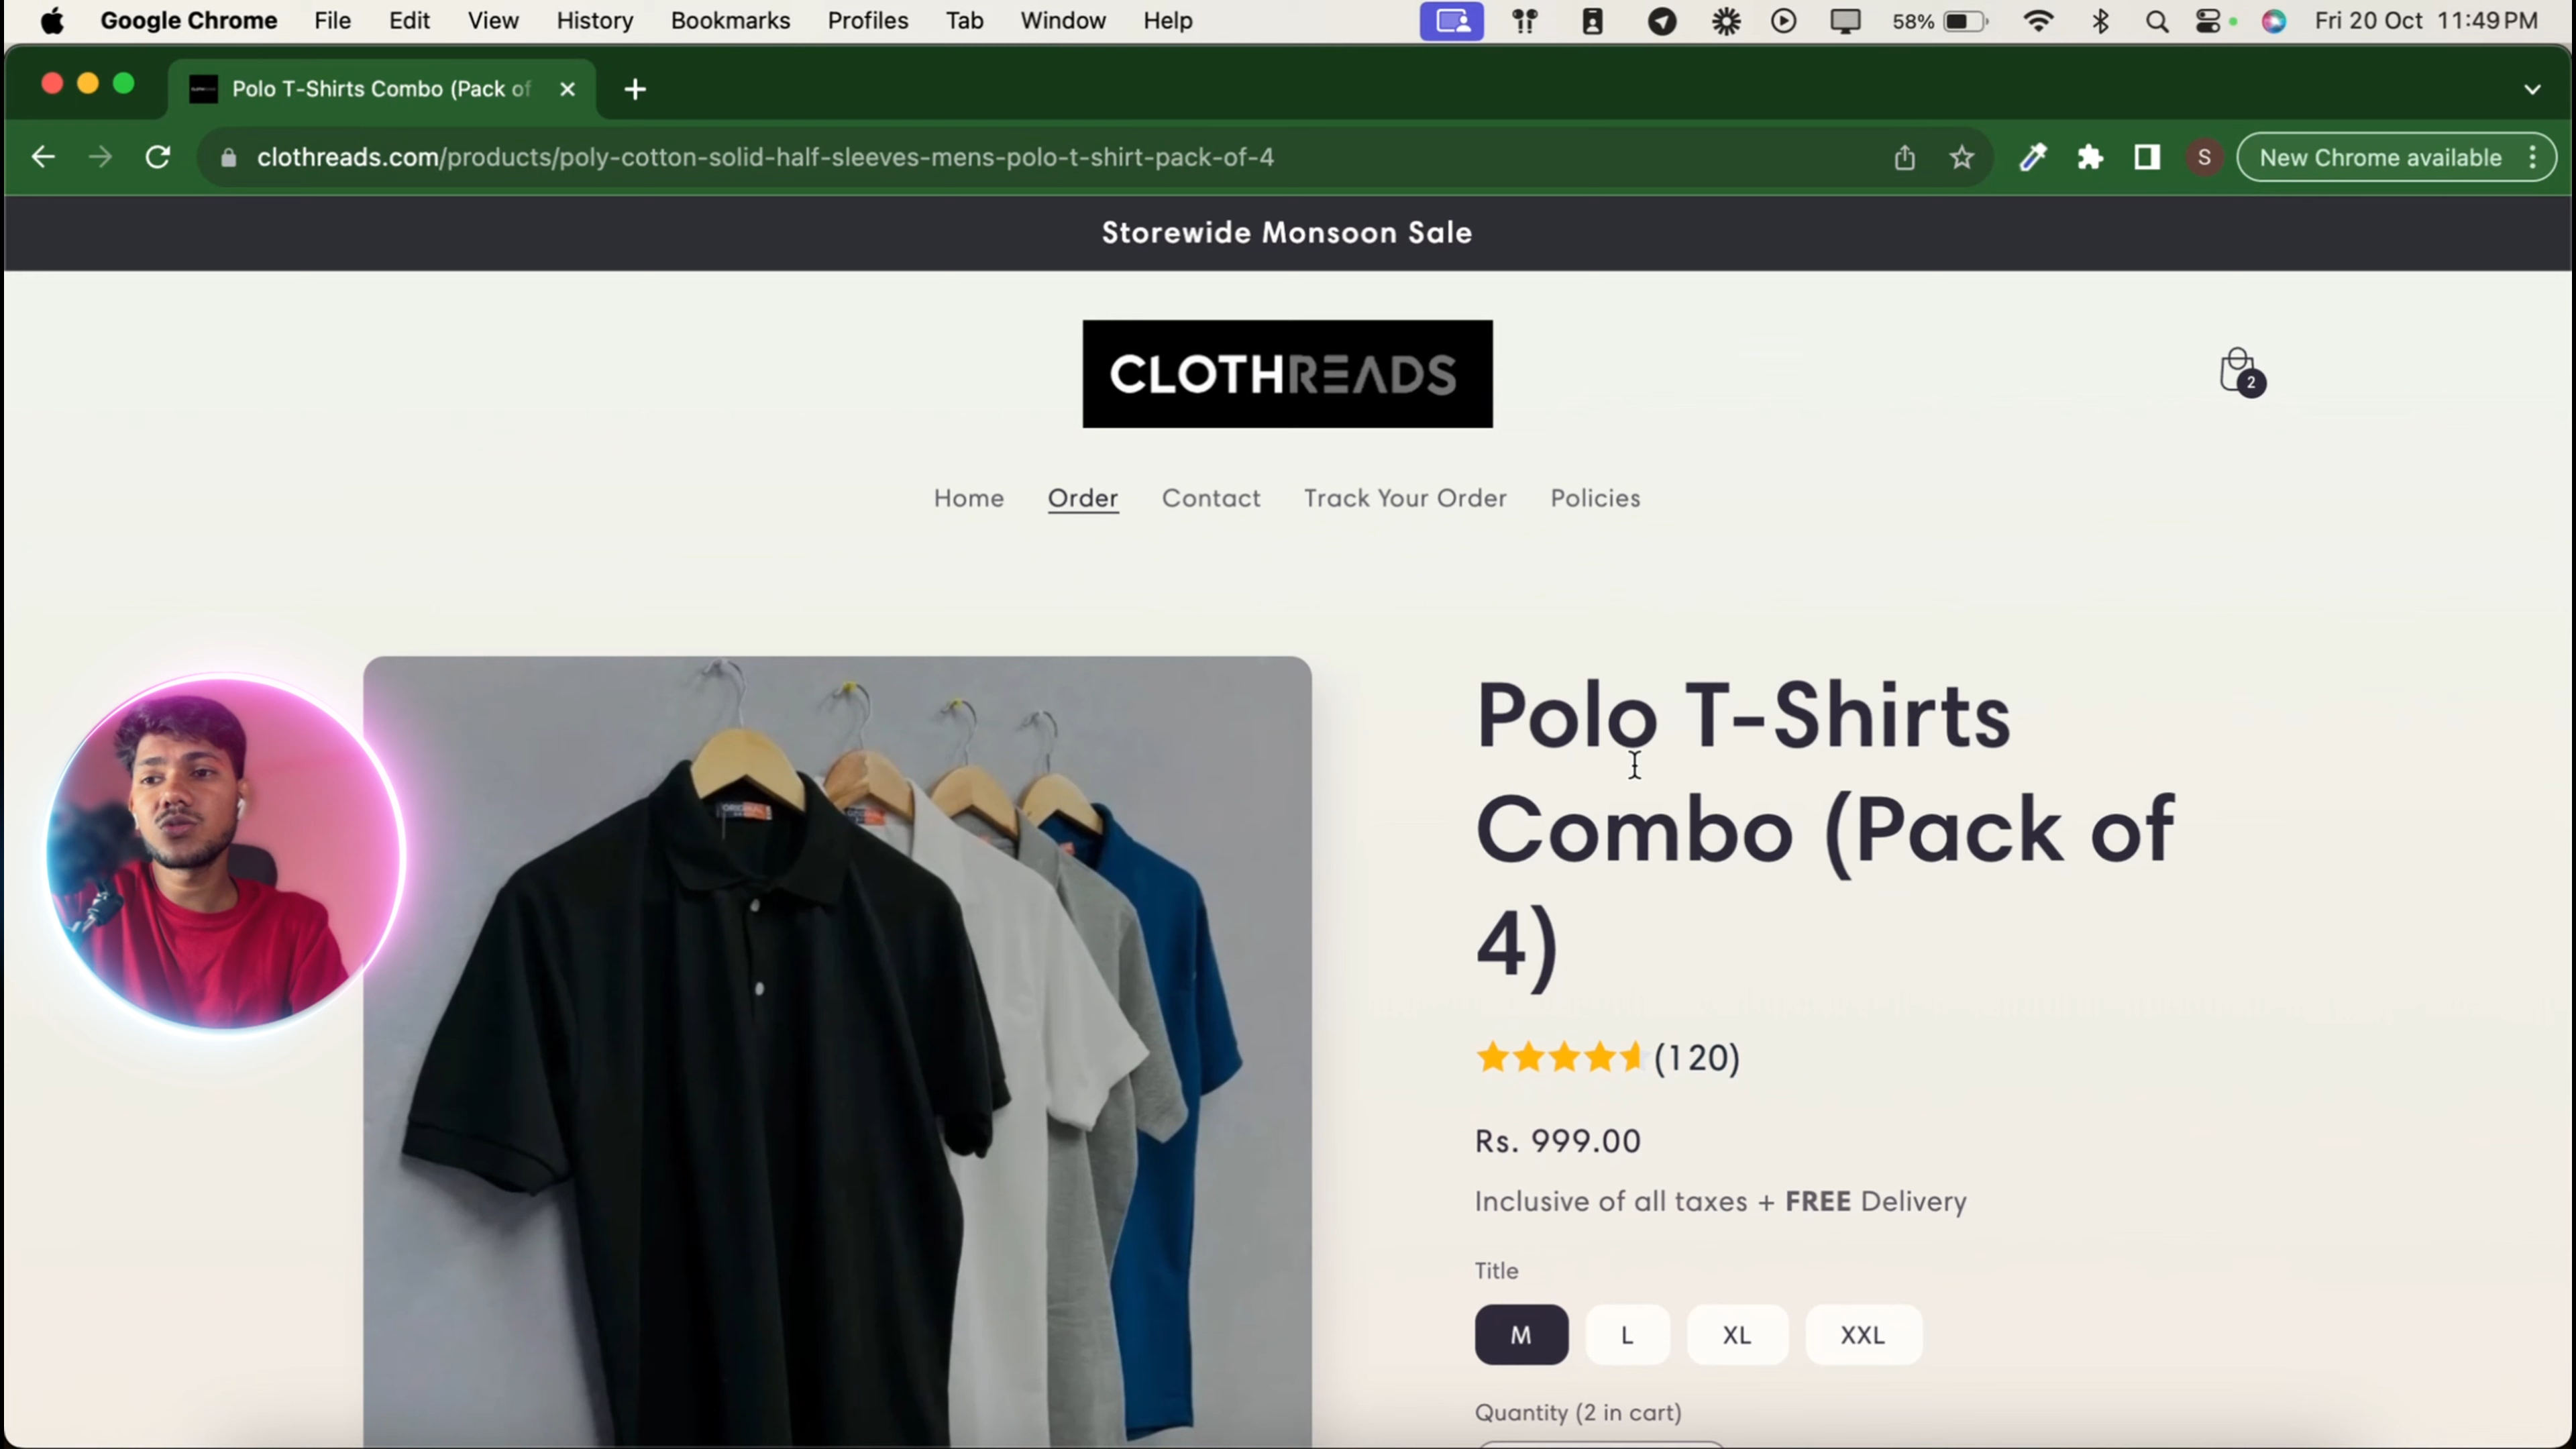 Google Chrome File Edit View History Bookmarks Profiles Tab Window Help 58% Fri 20 Oct 11:49 PM
Polo T-Shirts Combo (Pack of
clothreads.com/products/poly-cotton-solid-half-sleeves-mens-polo-t-shirt-pack-of-4 S New Chrome available
Storewide Monsoon Sale
CLOTHREADS
2
Home Order Contact Track Your Order Policies
Polo T-Shirts
Combo (Pack of
4)
(120)
Rs. 999.00
Inclusive of all taxes + FREE Delivery
Title
M L XL XXL
Quantity (2 in cart)